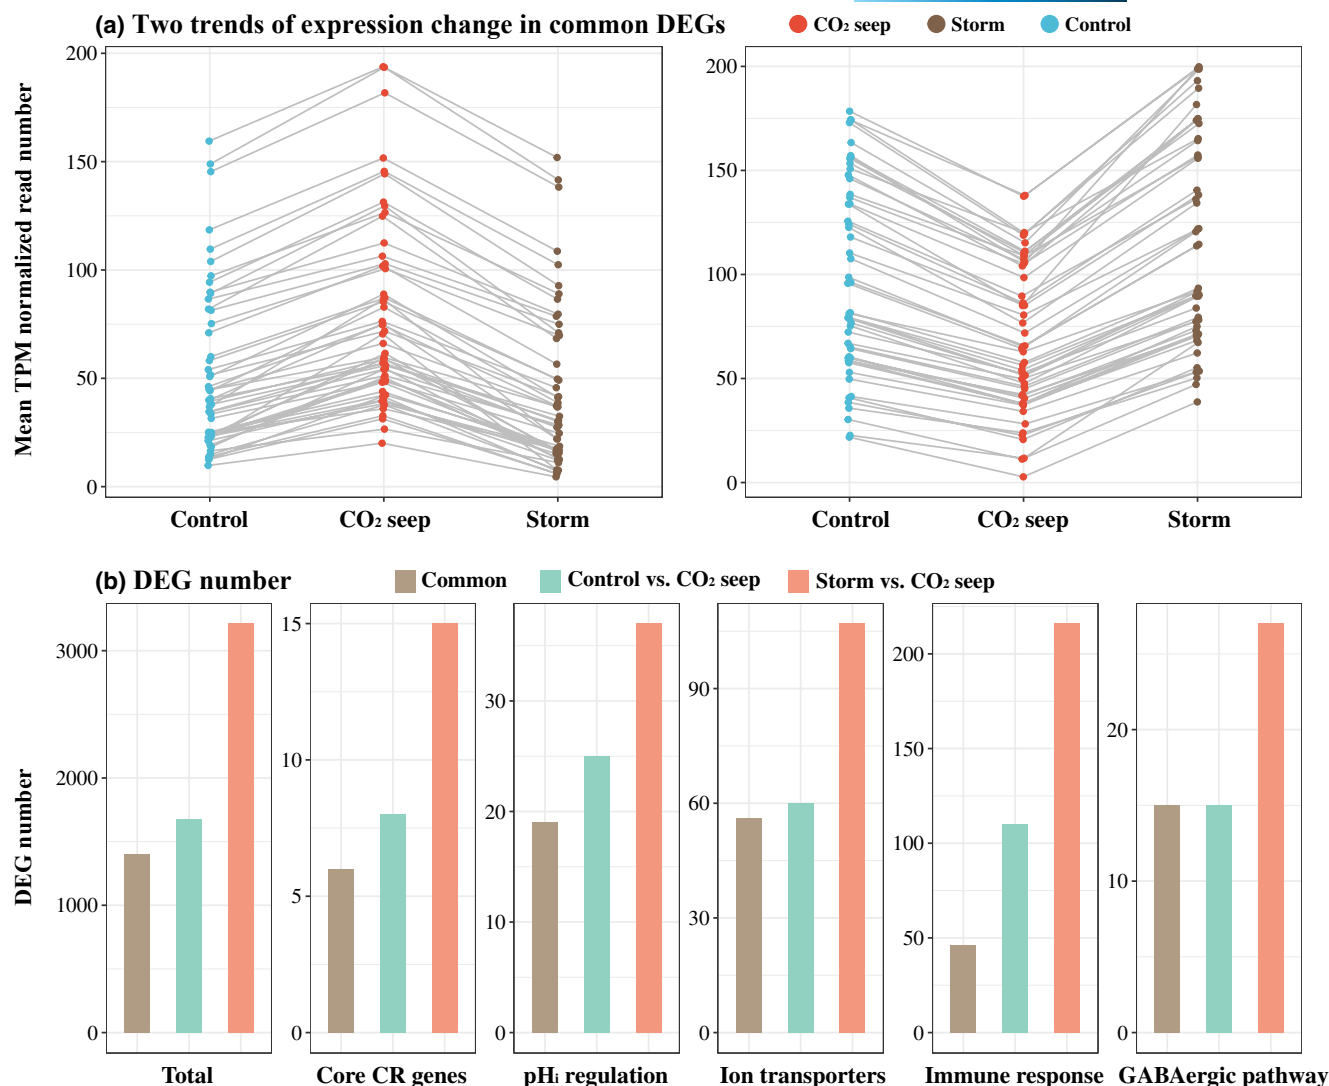 (a) Two trends of expression change in common DEGs
CO₂ seep
Storm
Control
Mean TPM normalized read number
200
150
100
50
0
Control
CO₂ seep
Storm
200
150
100
50
0
Control
CO₂ seep
Storm
(b) DEG number
Common
Control vs. CO₂ seep
Storm vs. CO₂ seep
DEG number
3000
2000
1000
0
Total
15
10
5
0
Core CR genes
30
20
10
0
pHᵢ regulation
90
60
30
0
Ion transporters
200
150
100
50
0
Immune response
20
10
0
GABAergic pathway